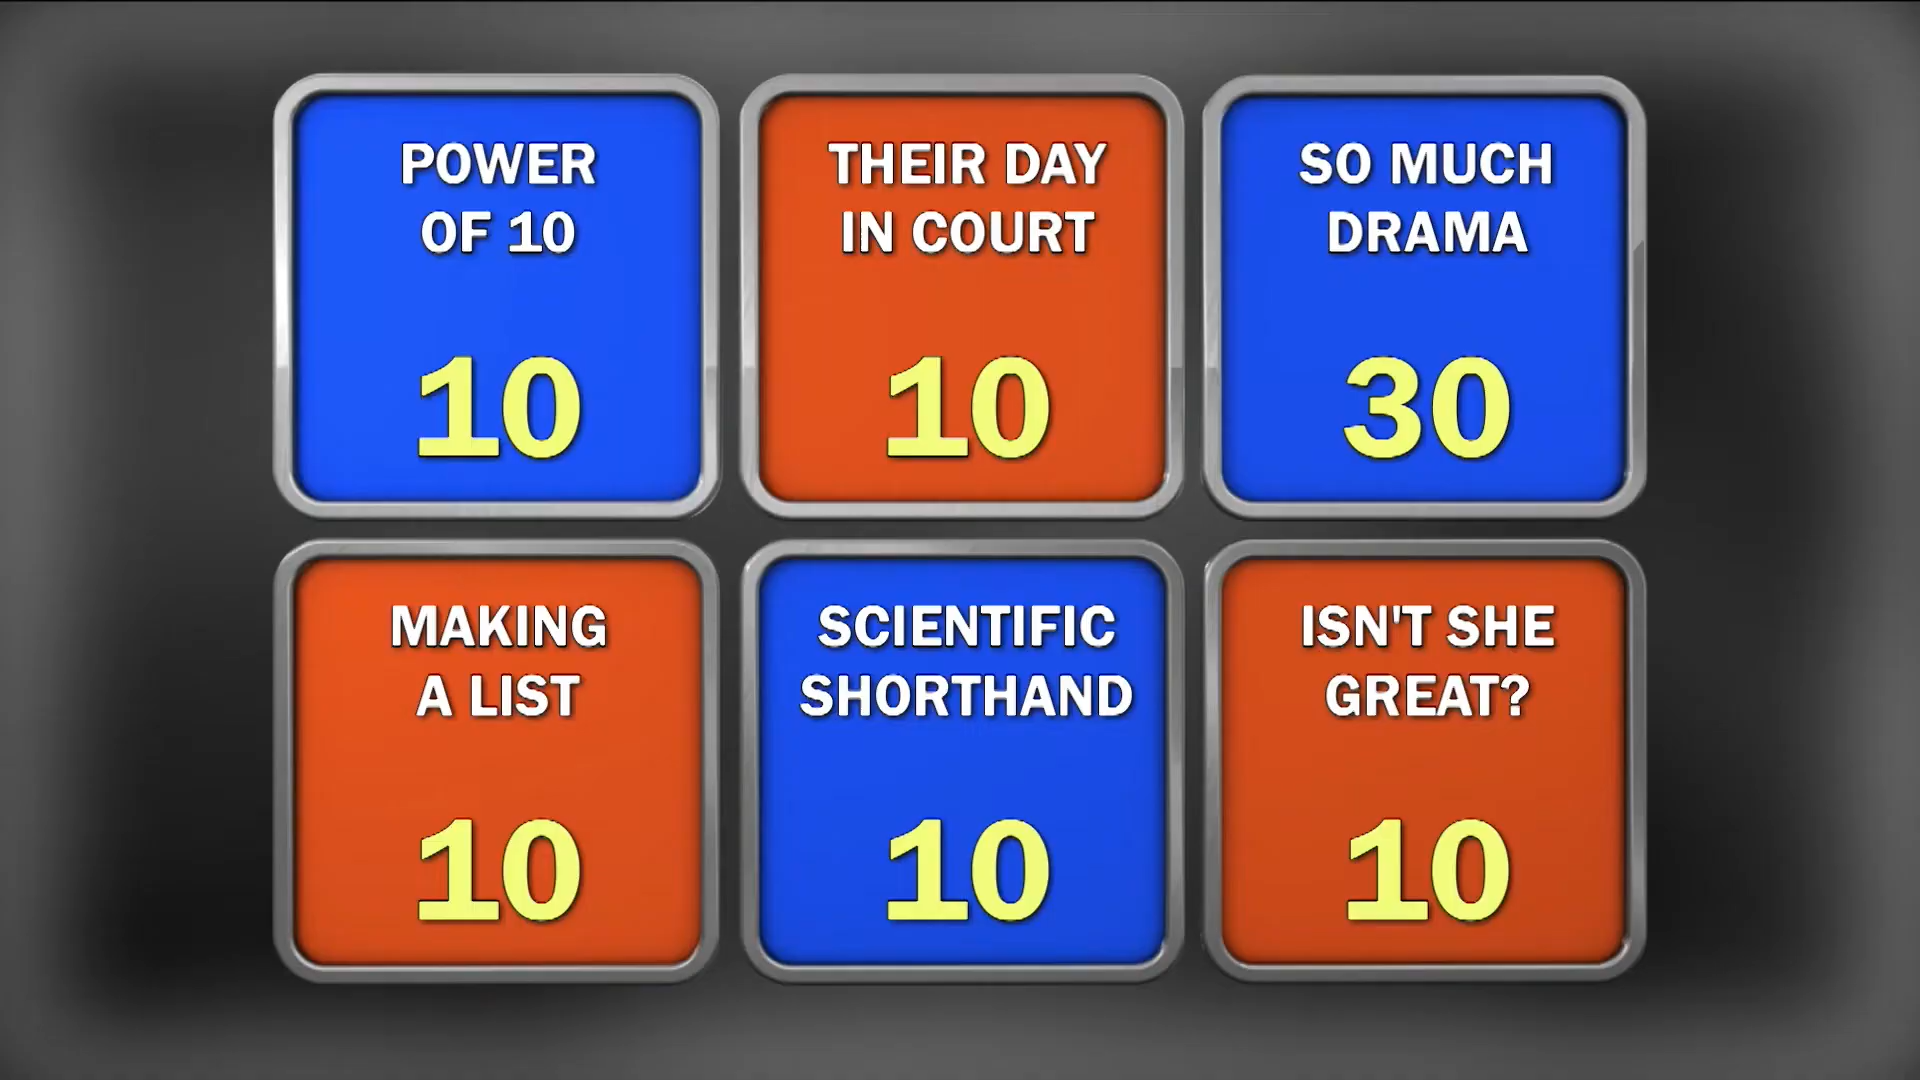 POWER
OF 10
10
THEIR DAY
IN COURT
10
SO MUCH
DRAMA
30
MAKING
A LIST
10
SCIENTIFIC
SHORTHAND
10
ISN'T SHE
GREAT?
10